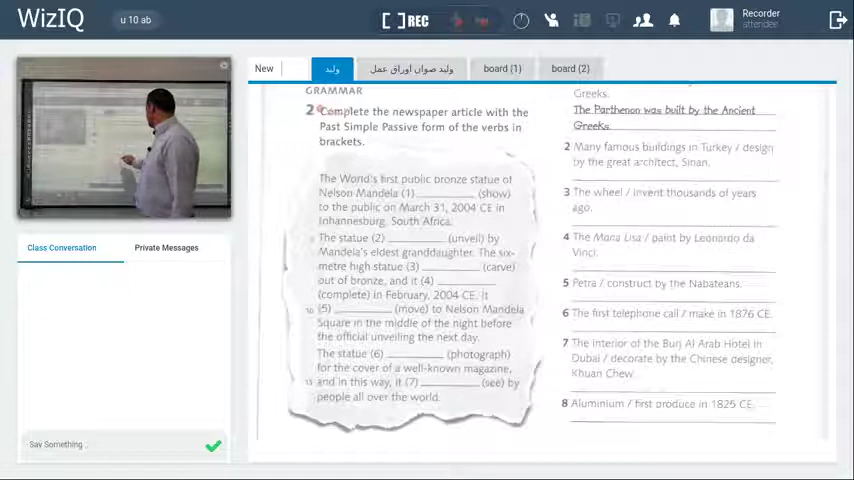 WizIQ
u 10 ab
[ ] REC
Recorder
attendee
New
وليد
وليد صوان اوراق عمل
board (1)
board (2)
Class Conversation
Private Messages
Say Something
GRAMMAR
2 Complete the newspaper article with the
Past Simple Passive form of the verbs in
brackets.
The World's first public bronze statue of
Nelson Mandela (1) __________ (show)
to the public on March 31, 2004 CE in
Johannesburg, South Africa.
The statue (2) __________ (unveil) by
Mandela's eldest granddaughter. The six-
metre high statue (3) __________ (carve)
out of bronze, and it (4) __________
(complete) in February, 2004 CE. It
10 (5) __________ (move) to Nelson Mandela
Square in the middle of the night before
the official unveiling the next day.
The statue (6) __________ (photograph)
for the cover of a well-known magazine,
15 and in this way, it (7) __________ (see) by
people all over the world.
Greeks.
The Parthenon was built by the Ancient
Greeks.
2 Many famous buildings in Turkey / design
by the great architect, Sinan.
3 The wheel / invent thousands of years
ago.
4 The Mona Lisa / paint by Leonardo da
Vinci.
5 Petra / construct by the Nabateans.
6 The first telephone call / make in 1876 CE.
7 The interior of the Burj Al Arab Hotel in
Dubai / decorate by the Chinese designer,
Khuan Chew.
8 Aluminium / first produce in 1825 CE.